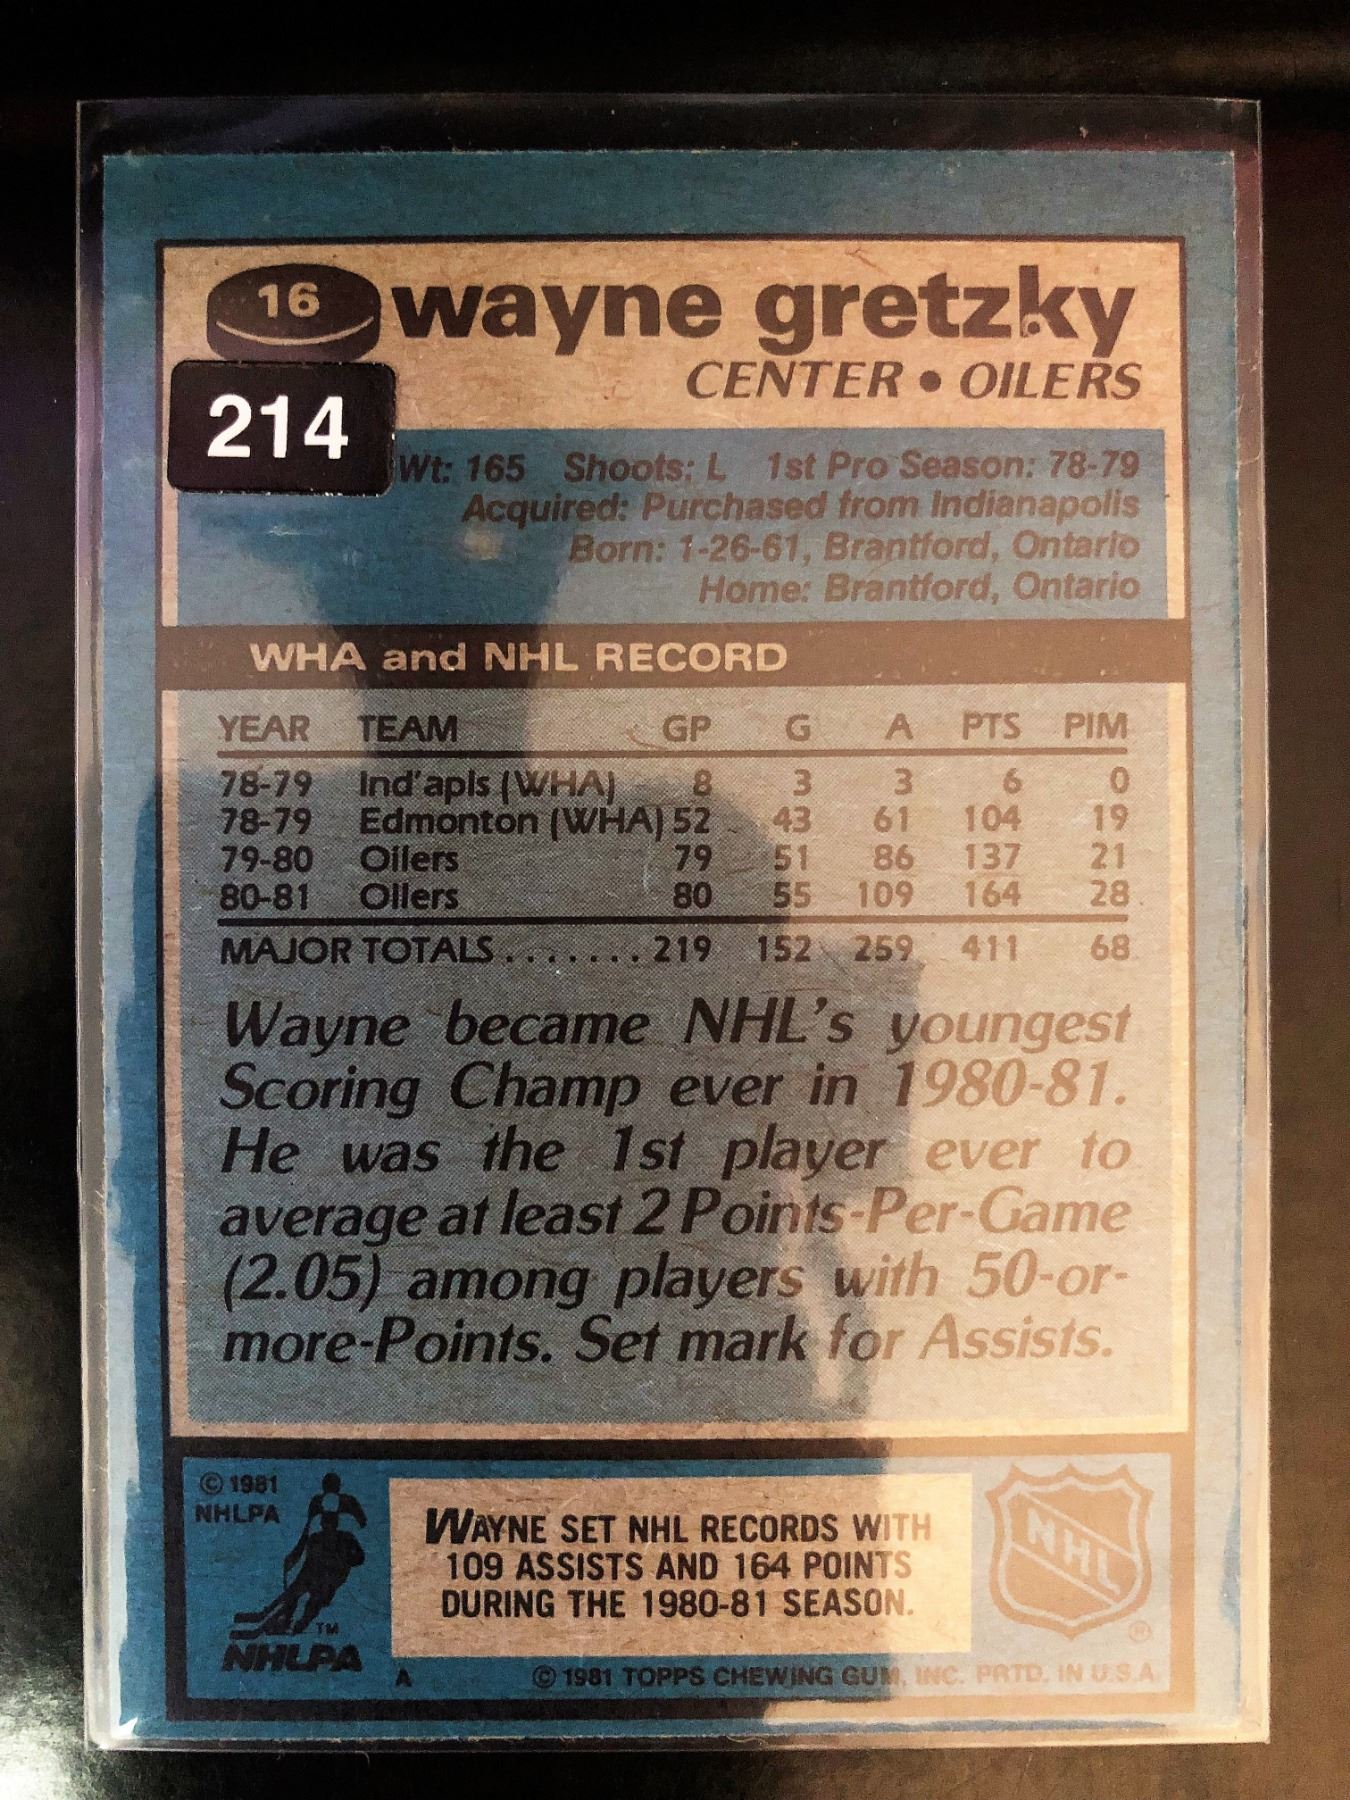 16 wayne gretzky
CENTER • OILERS
214
Wt: 165 Shoots: L 1st Pro Season: 78-79
Acquired: Purchased from Indianapolis
Born: 1-26-61, Brantford, Ontario
Home: Brantford, Ontario
WHA and NHL RECORD
YEAR TEAM GP G A PTS PIM
78-79 Ind'apls (WHA) 8 3 3 6 0
78-79 Edmonton (WHA) 52 43 61 104 19
79-80 Oilers 79 51 86 137 21
80-81 Oilers 80 55 109 164 28
MAJOR TOTALS....... 219 152 259 411 68
Wayne became NHL's youngest
Scoring Champ ever in 1980-81.
He was the 1st player ever to
average at least 2 Points-Per-Game
(2.05) among players with 50-or-
more-Points. Set mark for Assists.
© 1981
NHLPA
TM
NHLPA
WAYNE SET NHL RECORDS WITH
109 ASSISTS AND 164 POINTS
DURING THE 1980-81 SEASON.
NHL
®
A © 1981 TOPPS CHEWING GUM, INC. PRTD. IN U.S.A.